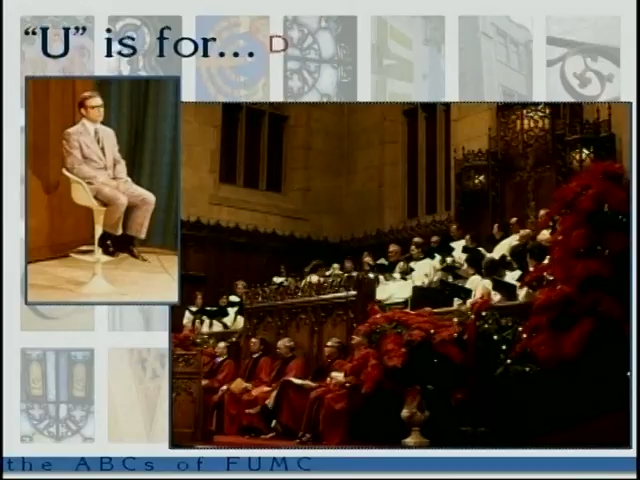 “U” is for... D
the ABCs of FUMC